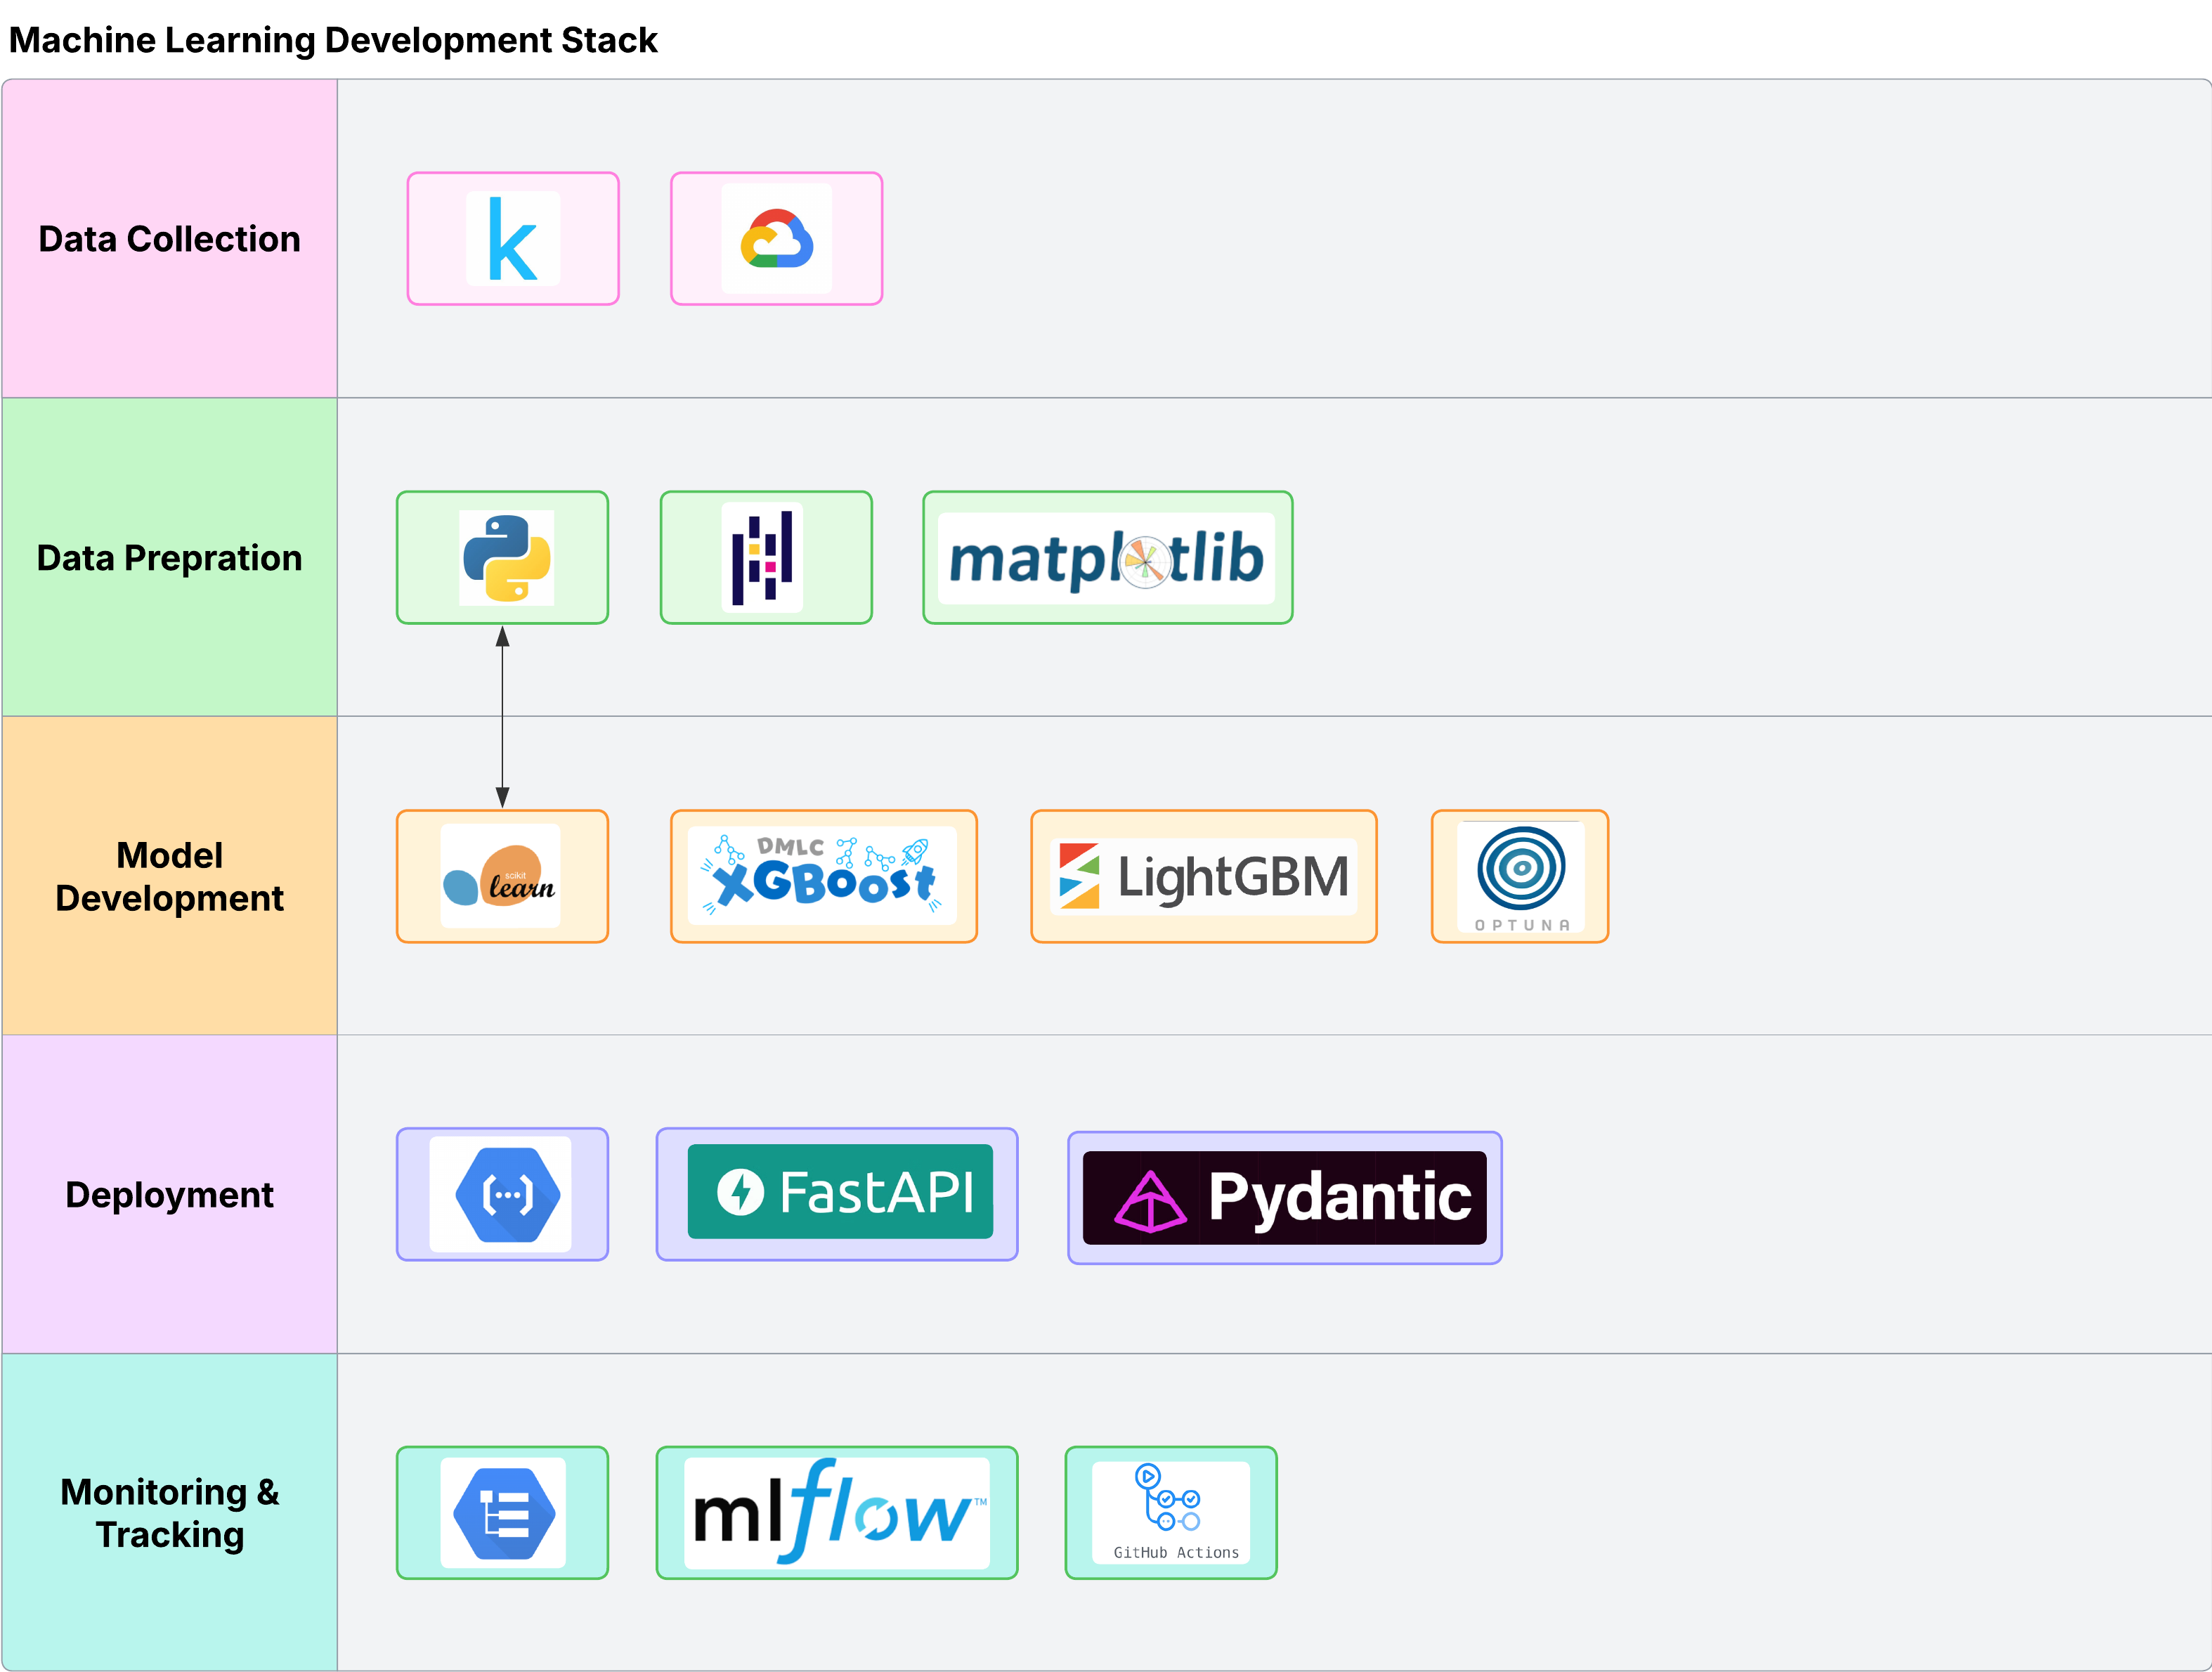 Machine Learning Development Stack
Data Collection
k
Data Prepration
matplotlib
Model
Development
scikit
learn
DMLC
XGBoost
LightGBM
OPTUNA
Deployment
FastAPI
Pydantic
Monitoring &
Tracking
mlflow™
GitHub Actions